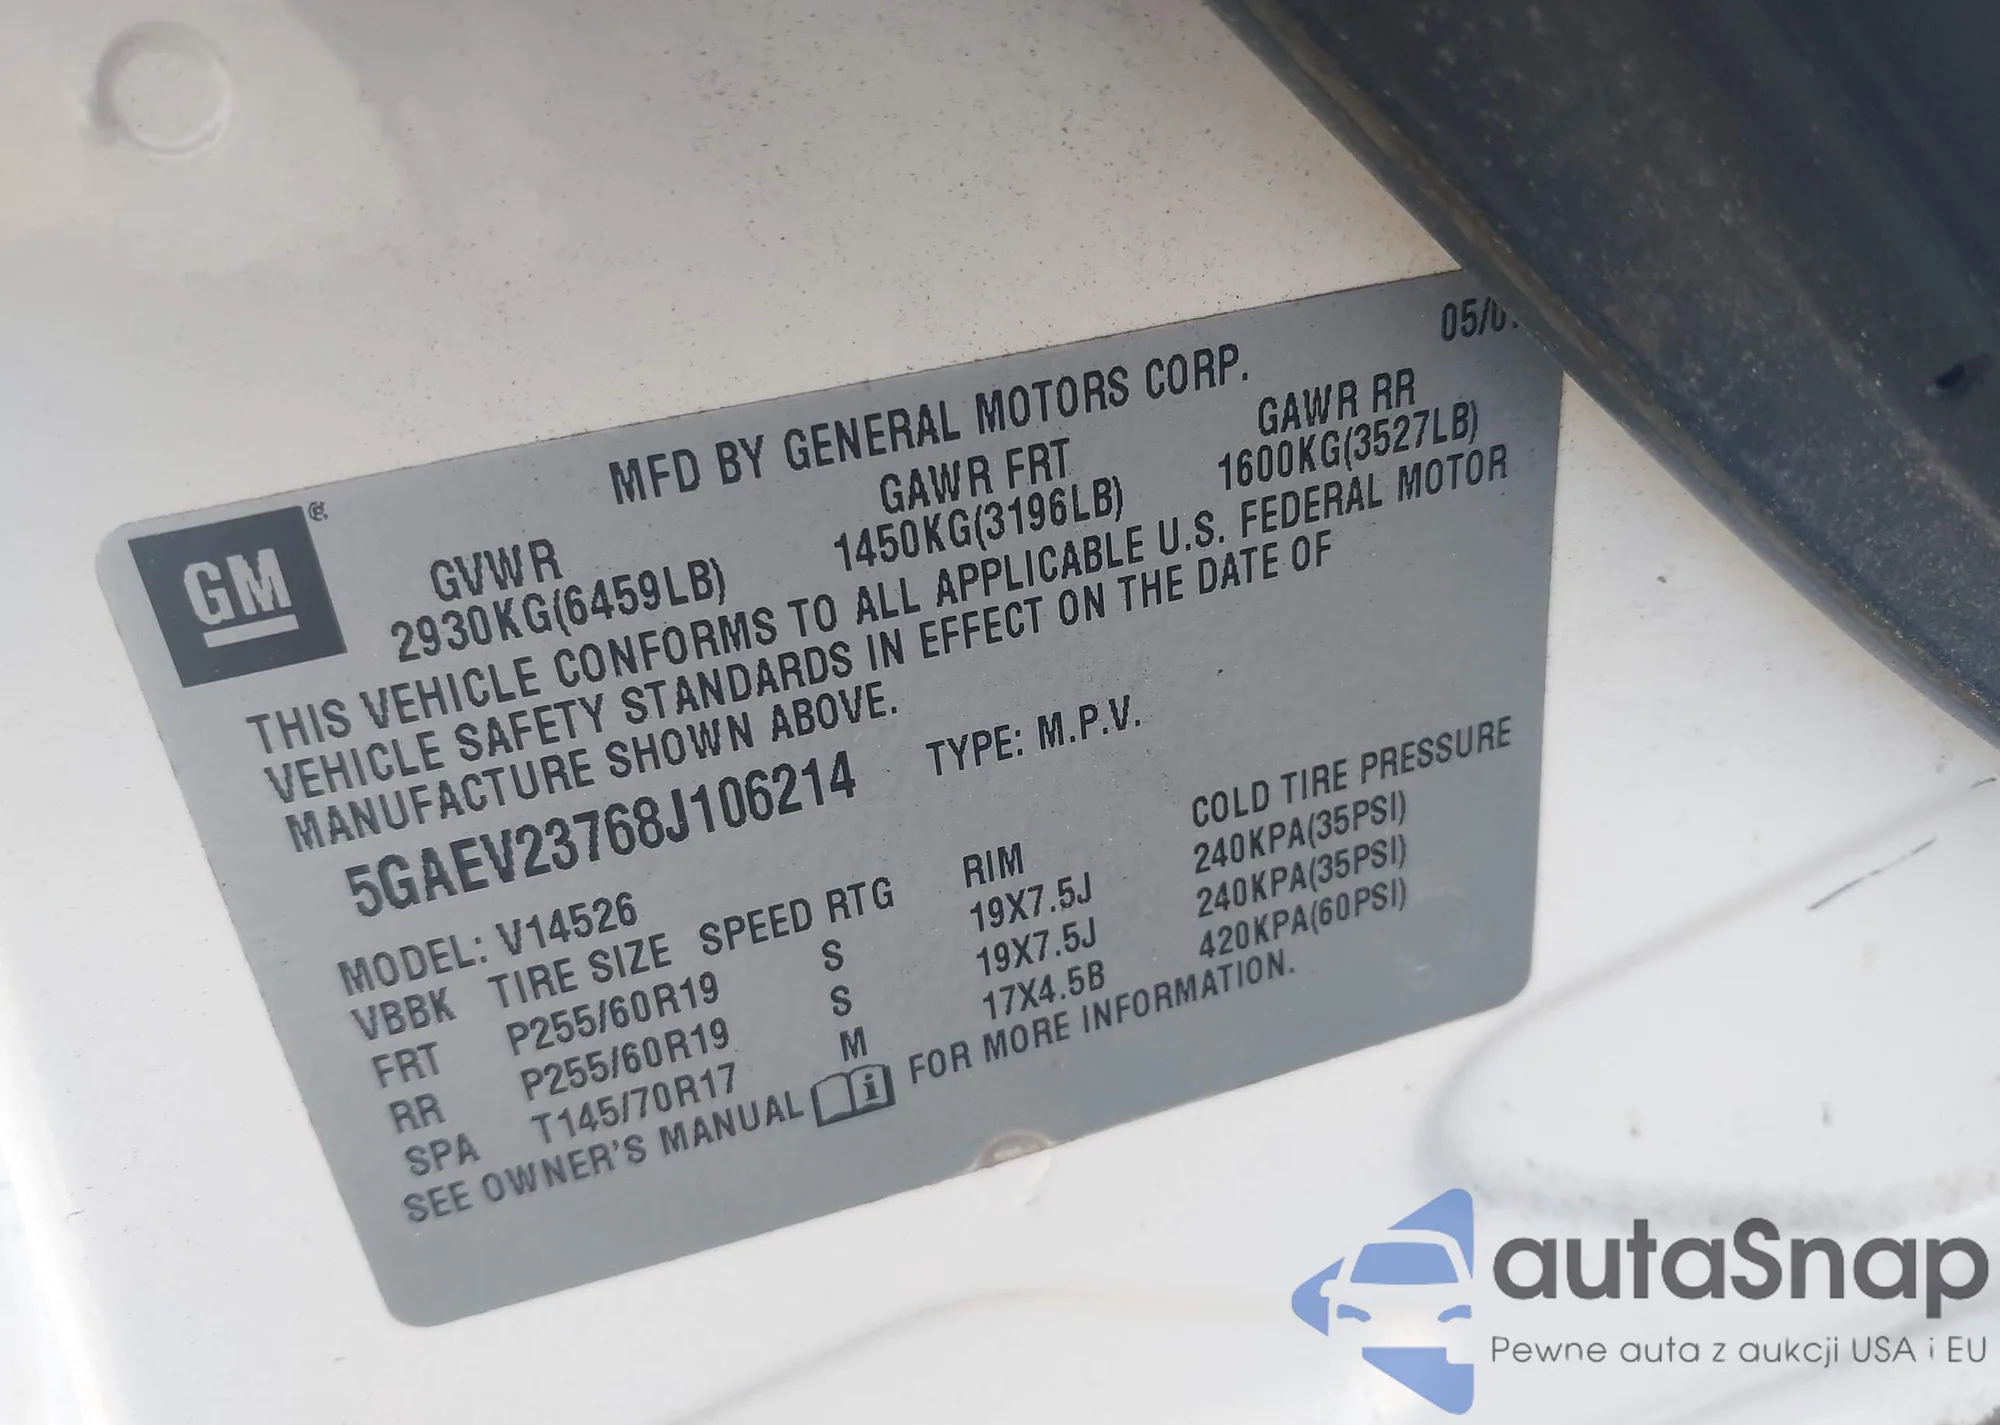 05/0
MFD BY GENERAL MOTORS CORP.
GM
GVWR GAWR FRT GAWR RR
2930KG(6459LB) 1450KG(3196LB) 1600KG(3527LB)
THIS VEHICLE CONFORMS TO ALL APPLICABLE U.S. FEDERAL MOTOR
VEHICLE SAFETY STANDARDS IN EFFECT ON THE DATE OF
MANUFACTURE SHOWN ABOVE.
5GAEV23768J106214 TYPE: M.P.V.
MODEL: V14526
VBBK TIRE SIZE SPEED RTG RIM COLD TIRE PRESSURE
FRT P255/60R19 S 19X7.5J 240KPA(35PSI)
RR P255/60R19 S 19X7.5J 240KPA(35PSI)
SPA T145/70R17 M 17X4.5B 420KPA(60PSI)
SEE OWNER'S MANUAL FOR MORE INFORMATION.
autaSnap
Pewne auta z aukcji USA i EU